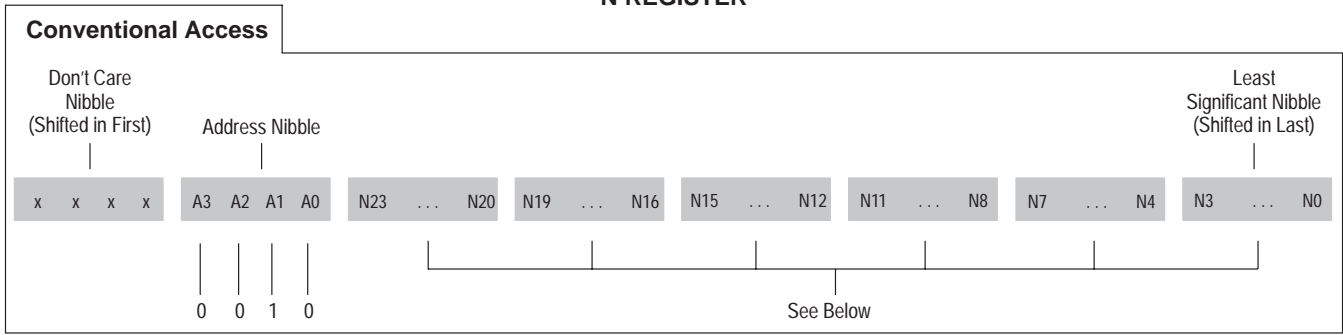 N REGISTER
Conventional Access
Don't Care
Nibble
(Shifted in First)
Address Nibble
Least
Significant Nibble
(Shifted in Last)
x x x x A3 A2 A1 A0 N23 . . . N20 N19 . . . N16 N15 . . . N12 N11 . . . N8 N7 . . . N4 N3 . . . N0
0 0 1 0
See Below